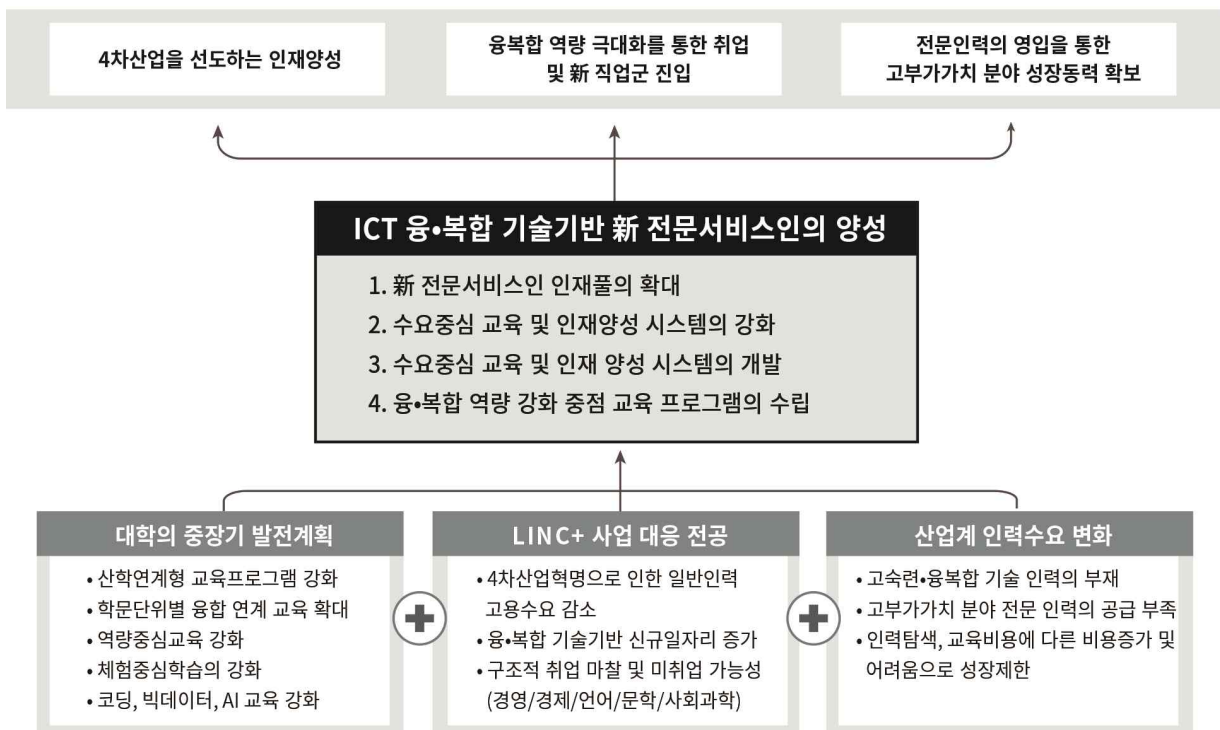 4차산업을 선도하는 인재양성
융복합 역량 극대화를 통한 취업
및 新 직업군 진입
전문인력의 영입을 통한
고부가가치 분야 성장동력 확보
ICT 융•복합 기술기반 新 전문서비스인의 양성
1. 新 전문서비스인 인재풀의 확대
2. 수요중심 교육 및 인재양성 시스템의 강화
3. 수요중심 교육 및 인재 양성 시스템의 개발
4. 융•복합 역량 강화 중점 교육 프로그램의 수립
대학의 중장기 발전계획
• 산학연계형 교육프로그램 강화
• 학문단위별 융합 연계 교육 확대
• 역량중심교육 강화
• 체험중심학습의 강화
• 코딩, 빅데이터, AI 교육 강화
LINC+ 사업 대응 전공
• 4차산업혁명으로 인한 일반인력
고용수요 감소
• 융•복합 기술기반 신규일자리 증가
• 구조적 취업 마찰 및 미취업 가능성
(경영/경제/언어/문학/사회과학)
산업계 인력수요 변화
• 고숙련•융복합 기술 인력의 부재
• 고부가가치 분야 전문 인력의 공급 부족
• 인력탐색, 교육비용에 다른 비용증가 및
어려움으로 성장제한